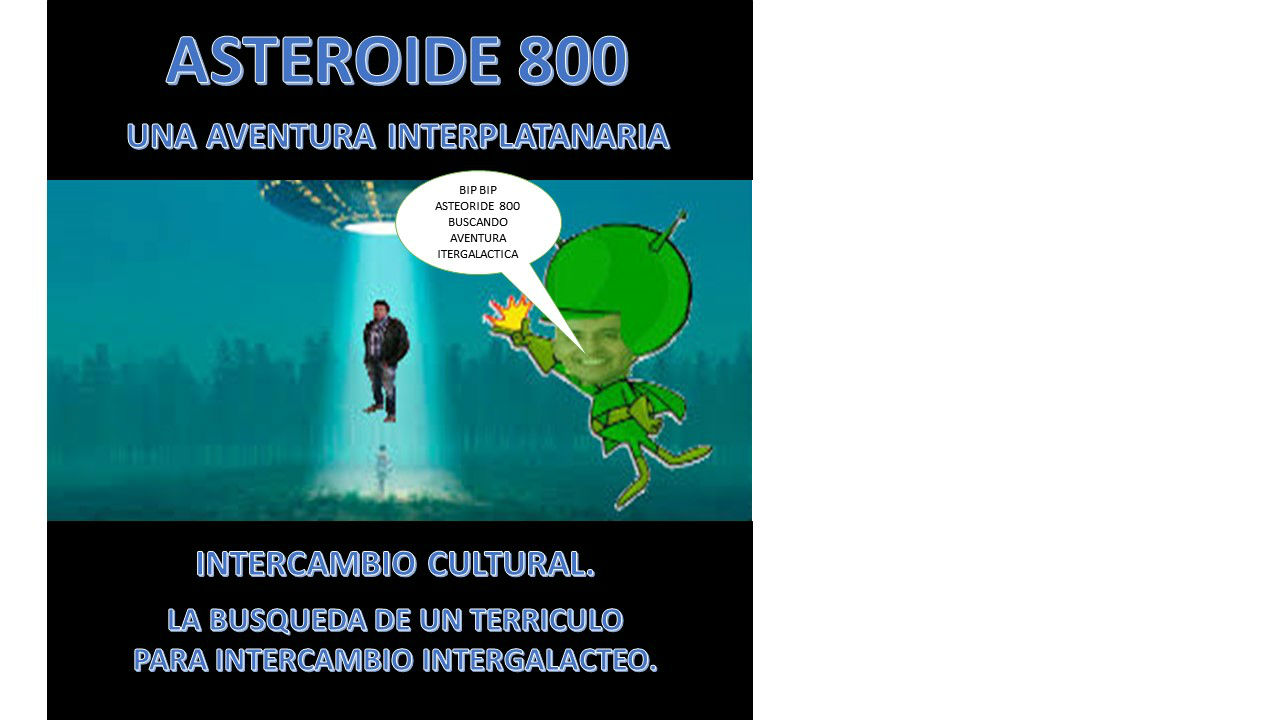 ASTEROIDE 800
UNA AVENTURA INTERPLATANARIA
BIP BIP
ASTEORIDE 800
BUSCANDO
AVENTURA
ITERGALACTICA
INTERCAMBIO CULTURAL.
LA BUSQUEDA DE UN TERRICULO
PARA INTERCAMBIO INTERGALACTEO.